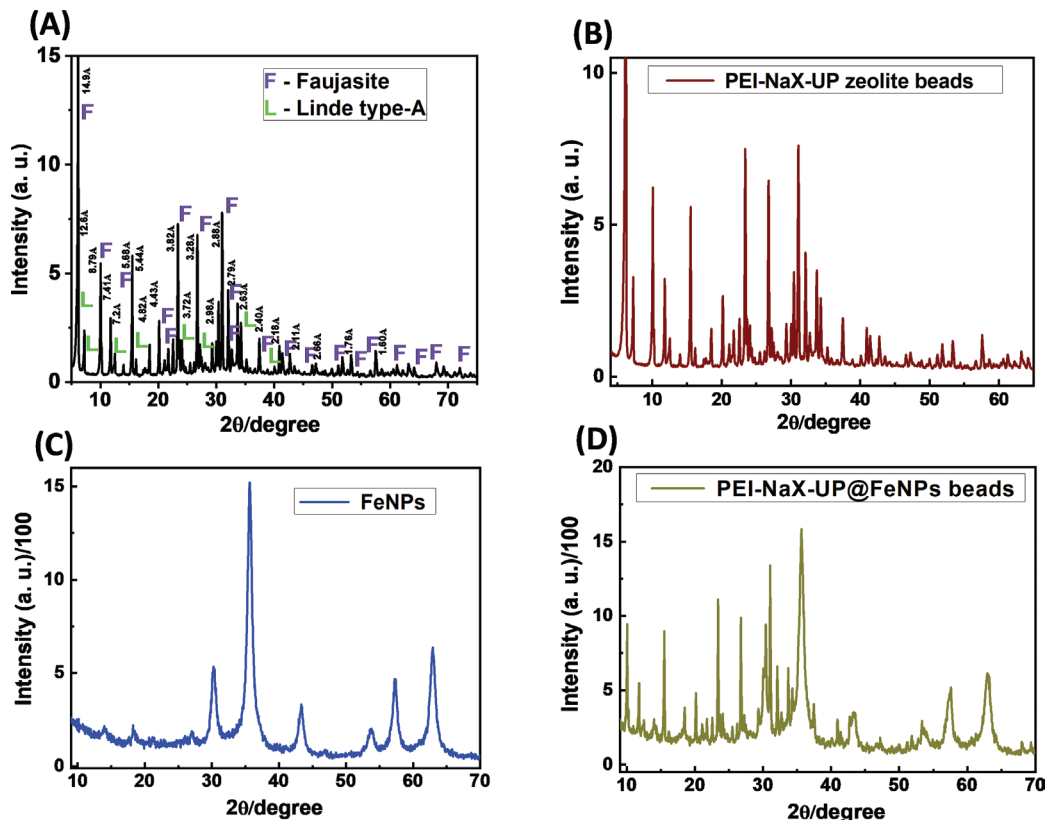 (A)
15
10
5
0
Intensity (a. u.)
F - Faujasite
L - Linde type-A
14.9Å
F
12.6Å
L
L
8.79Å
F
7.41Å
7.2Å
L
F
5.68Å
5.44Å
4.82Å
L
4.43Å
F
F
3.82Å
F
3.72Å
L
3.28Å
F
2.98Å
L
2.88Å
F
2.79Å
F
F
2.63Å
L
2.40Å
F
2.18Å
L
2.11Å
F
2.66Å
F
1.76Å
F
F
1.60Å
F
F
F
F
F
10 20 30 40 50 60 70
2θ/degree
(B)
10
5
0
Intensity (a. u.)
PEI-NaX-UP zeolite beads
10 20 30 40 50 60
2θ/degree
(C)
15
10
5
0
Intensity (a. u.)/100
FeNPs
10 20 30 40 50 60 70
2θ/degree
(D)
20
15
10
5
0
Intensity (a. u.)/100
PEI-NaX-UP@FeNPs beads
10 20 30 40 50 60 70
2θ/degree